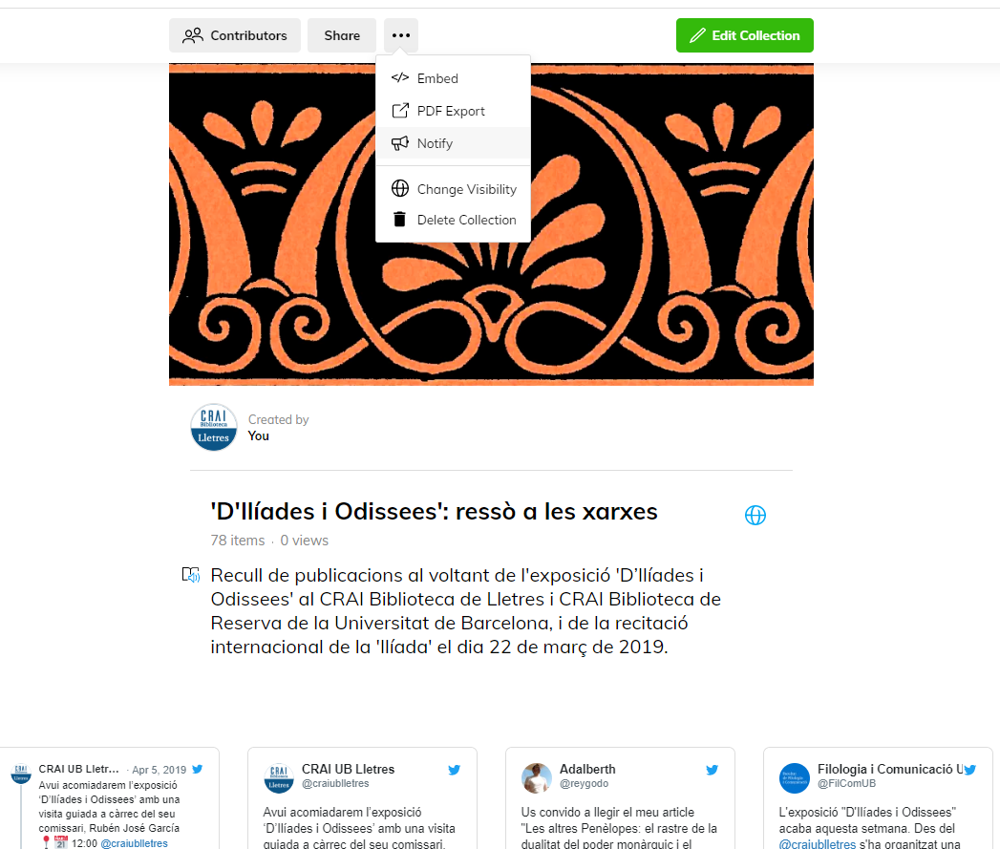 Contributors
Share
Edit Collection
Embed
PDF Export
Notify
Change Visibility
Delete Collection
CRAI
Biblioteca
Lletres
Created by
You
'D'Ilíades i Odissees': ressò a les xarxes
78 items · 0 views
Recull de publicacions al voltant de l'exposició 'D’Ilíades i
Odissees' al CRAI Biblioteca de Lletres i CRAI Biblioteca de
Reserva de la Universitat de Barcelona, i de la recitació
internacional de la 'Ilíada' el dia 22 de març de 2019.
CRAI UB Lletr... · Apr 5, 2019
Avui acomiadarem l’exposició
‘D’Ilíades i Odissees’ amb una
visita guiada a càrrec del seu
comissari, Rubén José García
12:00 @craiublletres
CRAI UB Lletres
@craiublletres
Avui acomiadarem l’exposició
‘D’Ilíades i Odissees’ amb una visita
guiada a càrrec del seu comissari,
Adalberth
@reygodo
Us convido a llegir el meu article
"Les altres Penèlopes: el rastre de la
dualitat del poder monàrquic i el
Filologia i Comunicació U
@FilComUB
L'exposició "D'Ilíades i Odissees"
acaba aquesta setmana. Des del
@craiublletres s'ha organitzat una